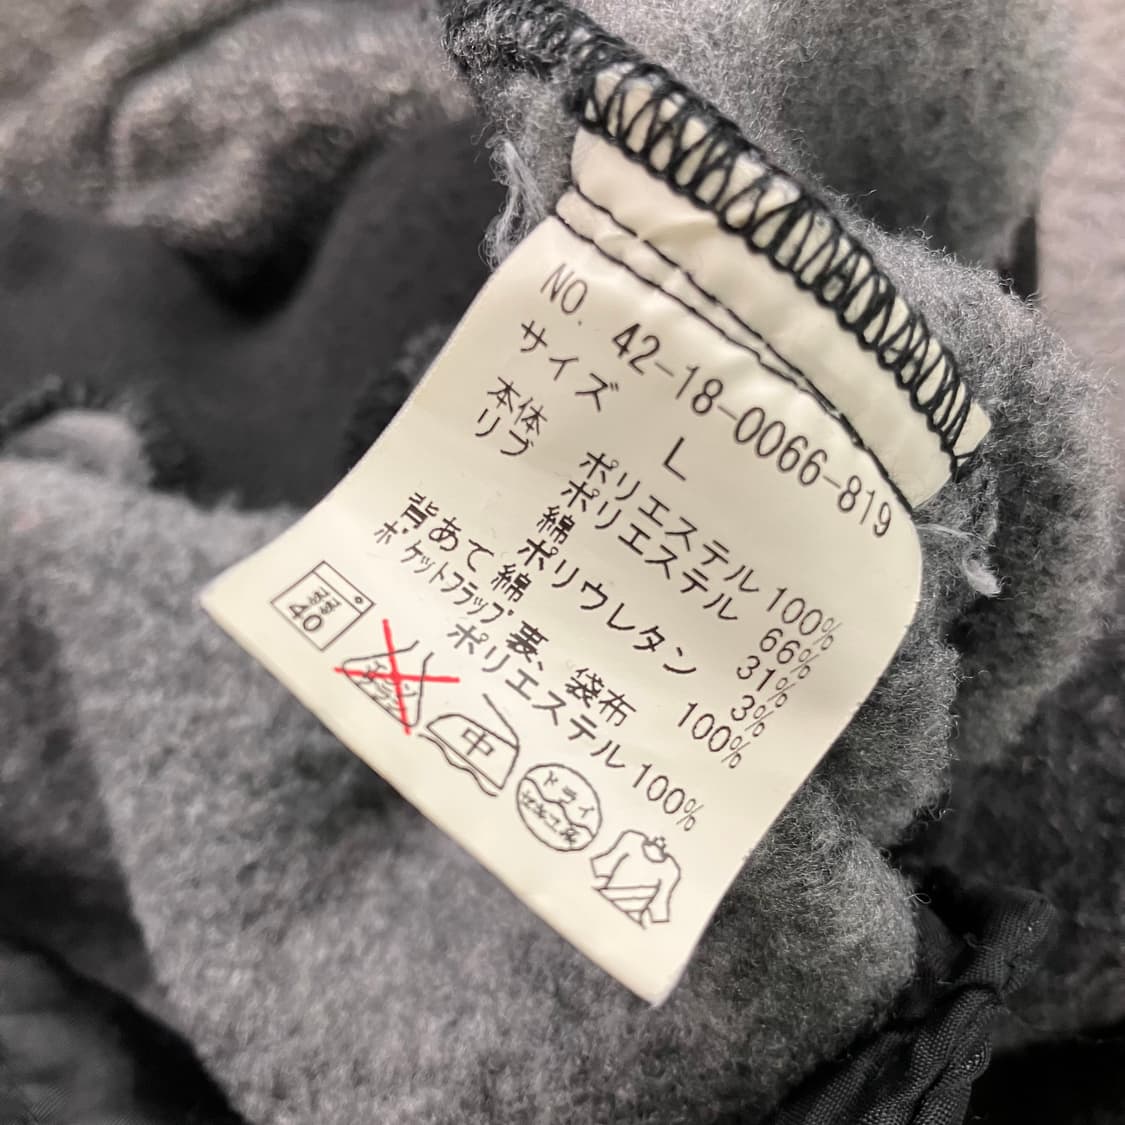 NO. 42-18-0066-819
サイズ L
本体 ポリエステル 100%
リブ ポリエステル 66%
綿 31%
ポリウレタン 3%
背あて 綿 100%
ポケットフラップ裏、袋布
ポリエステル 100%
40
中
ドライ